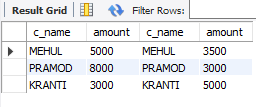 Result Grid Filter Rows:
c_name amount c_name amount
MEHUL 5000 MEHUL 3500
PRAMOD 8000 PRAMOD 3000
KRANTI 3000 KRANTI 5000